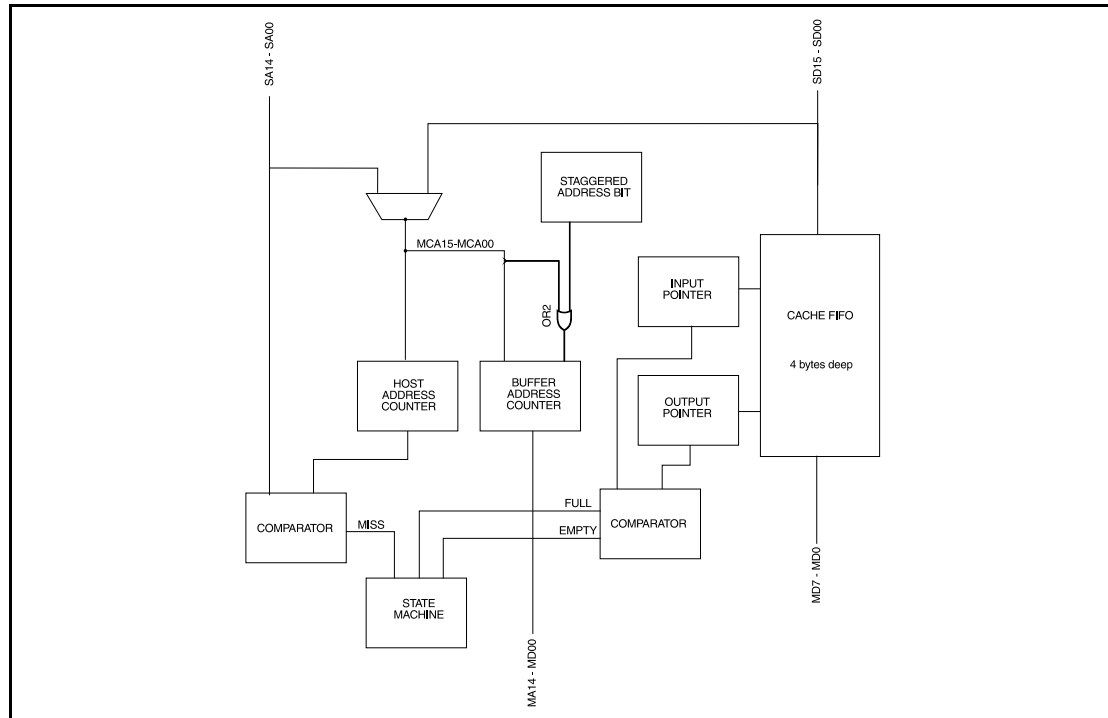 SA14 - SA00
SD15 - SD00
STAGGERED
ADDRESS BIT
MCA15-MCA00
INPUT
POINTER
CACHE FIFO
4 bytes deep
OR2
HOST
ADDRESS
COUNTER
BUFFER
ADDRESS
COUNTER
OUTPUT
POINTER
COMPARATOR
MISS
FULL
EMPTY
COMPARATOR
STATE
MACHINE
MA14 - MD00
MD7 - MD0